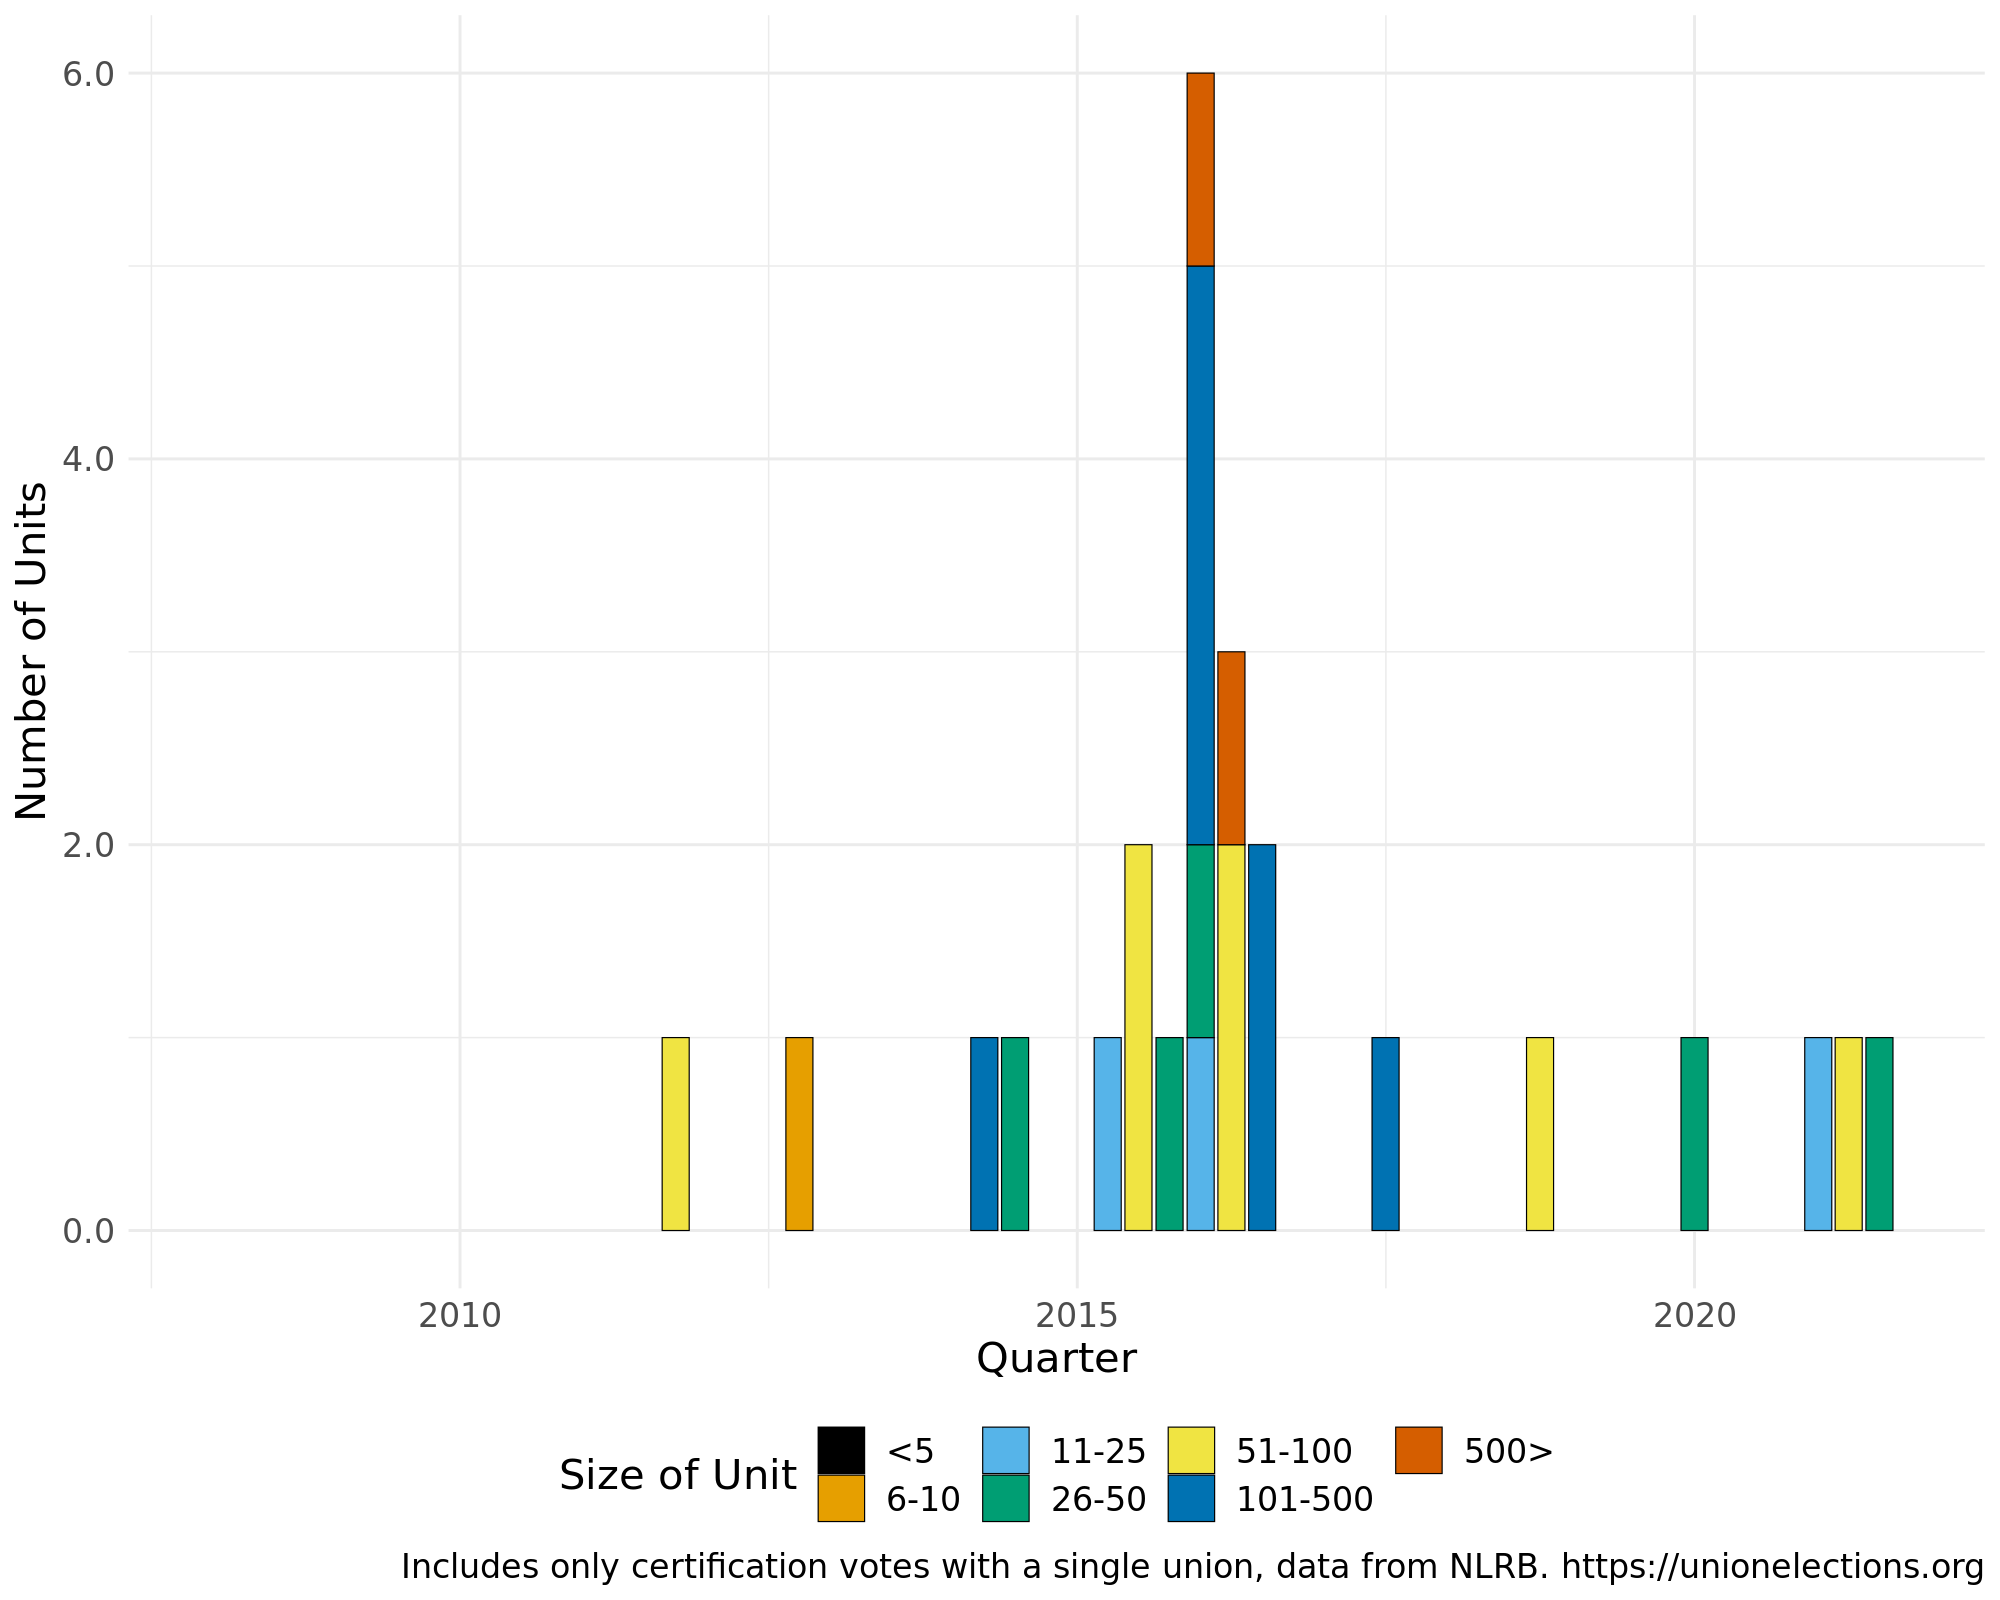 6.0
4.0
2.0
0.0
Number of Units
2010 2015 2020
Quarter
Size of Unit
<5 11-25 51-100 500>
6-10 26-50 101-500
Includes only certification votes with a single union, data from NLRB. https://unionelections.org